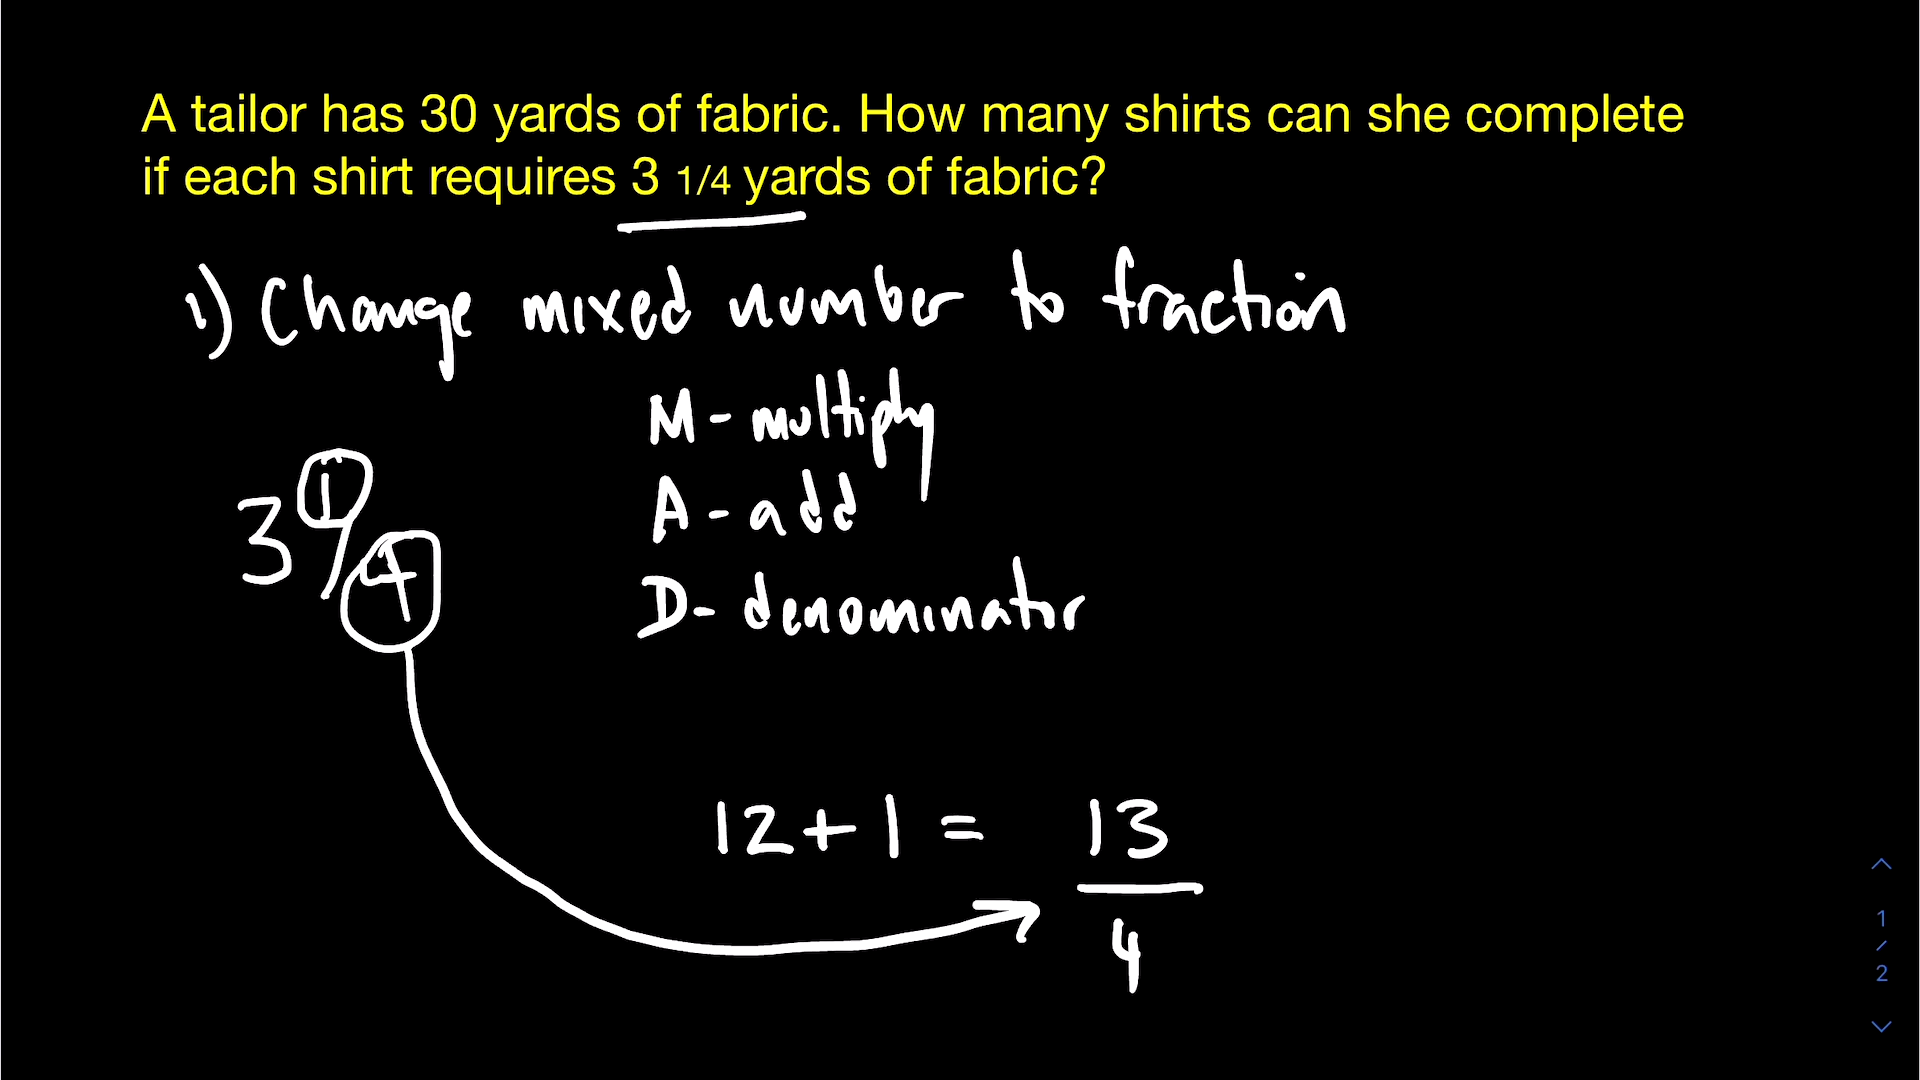 A tailor has 30 yards of fabric. How many shirts can she complete
if each shirt requires 3 1/4 yards of fabric?
1) Change mixed number to fraction
M - multiply
3 1/4
A - add
D - denominator
12 + 1 = 13
4
1
/
2